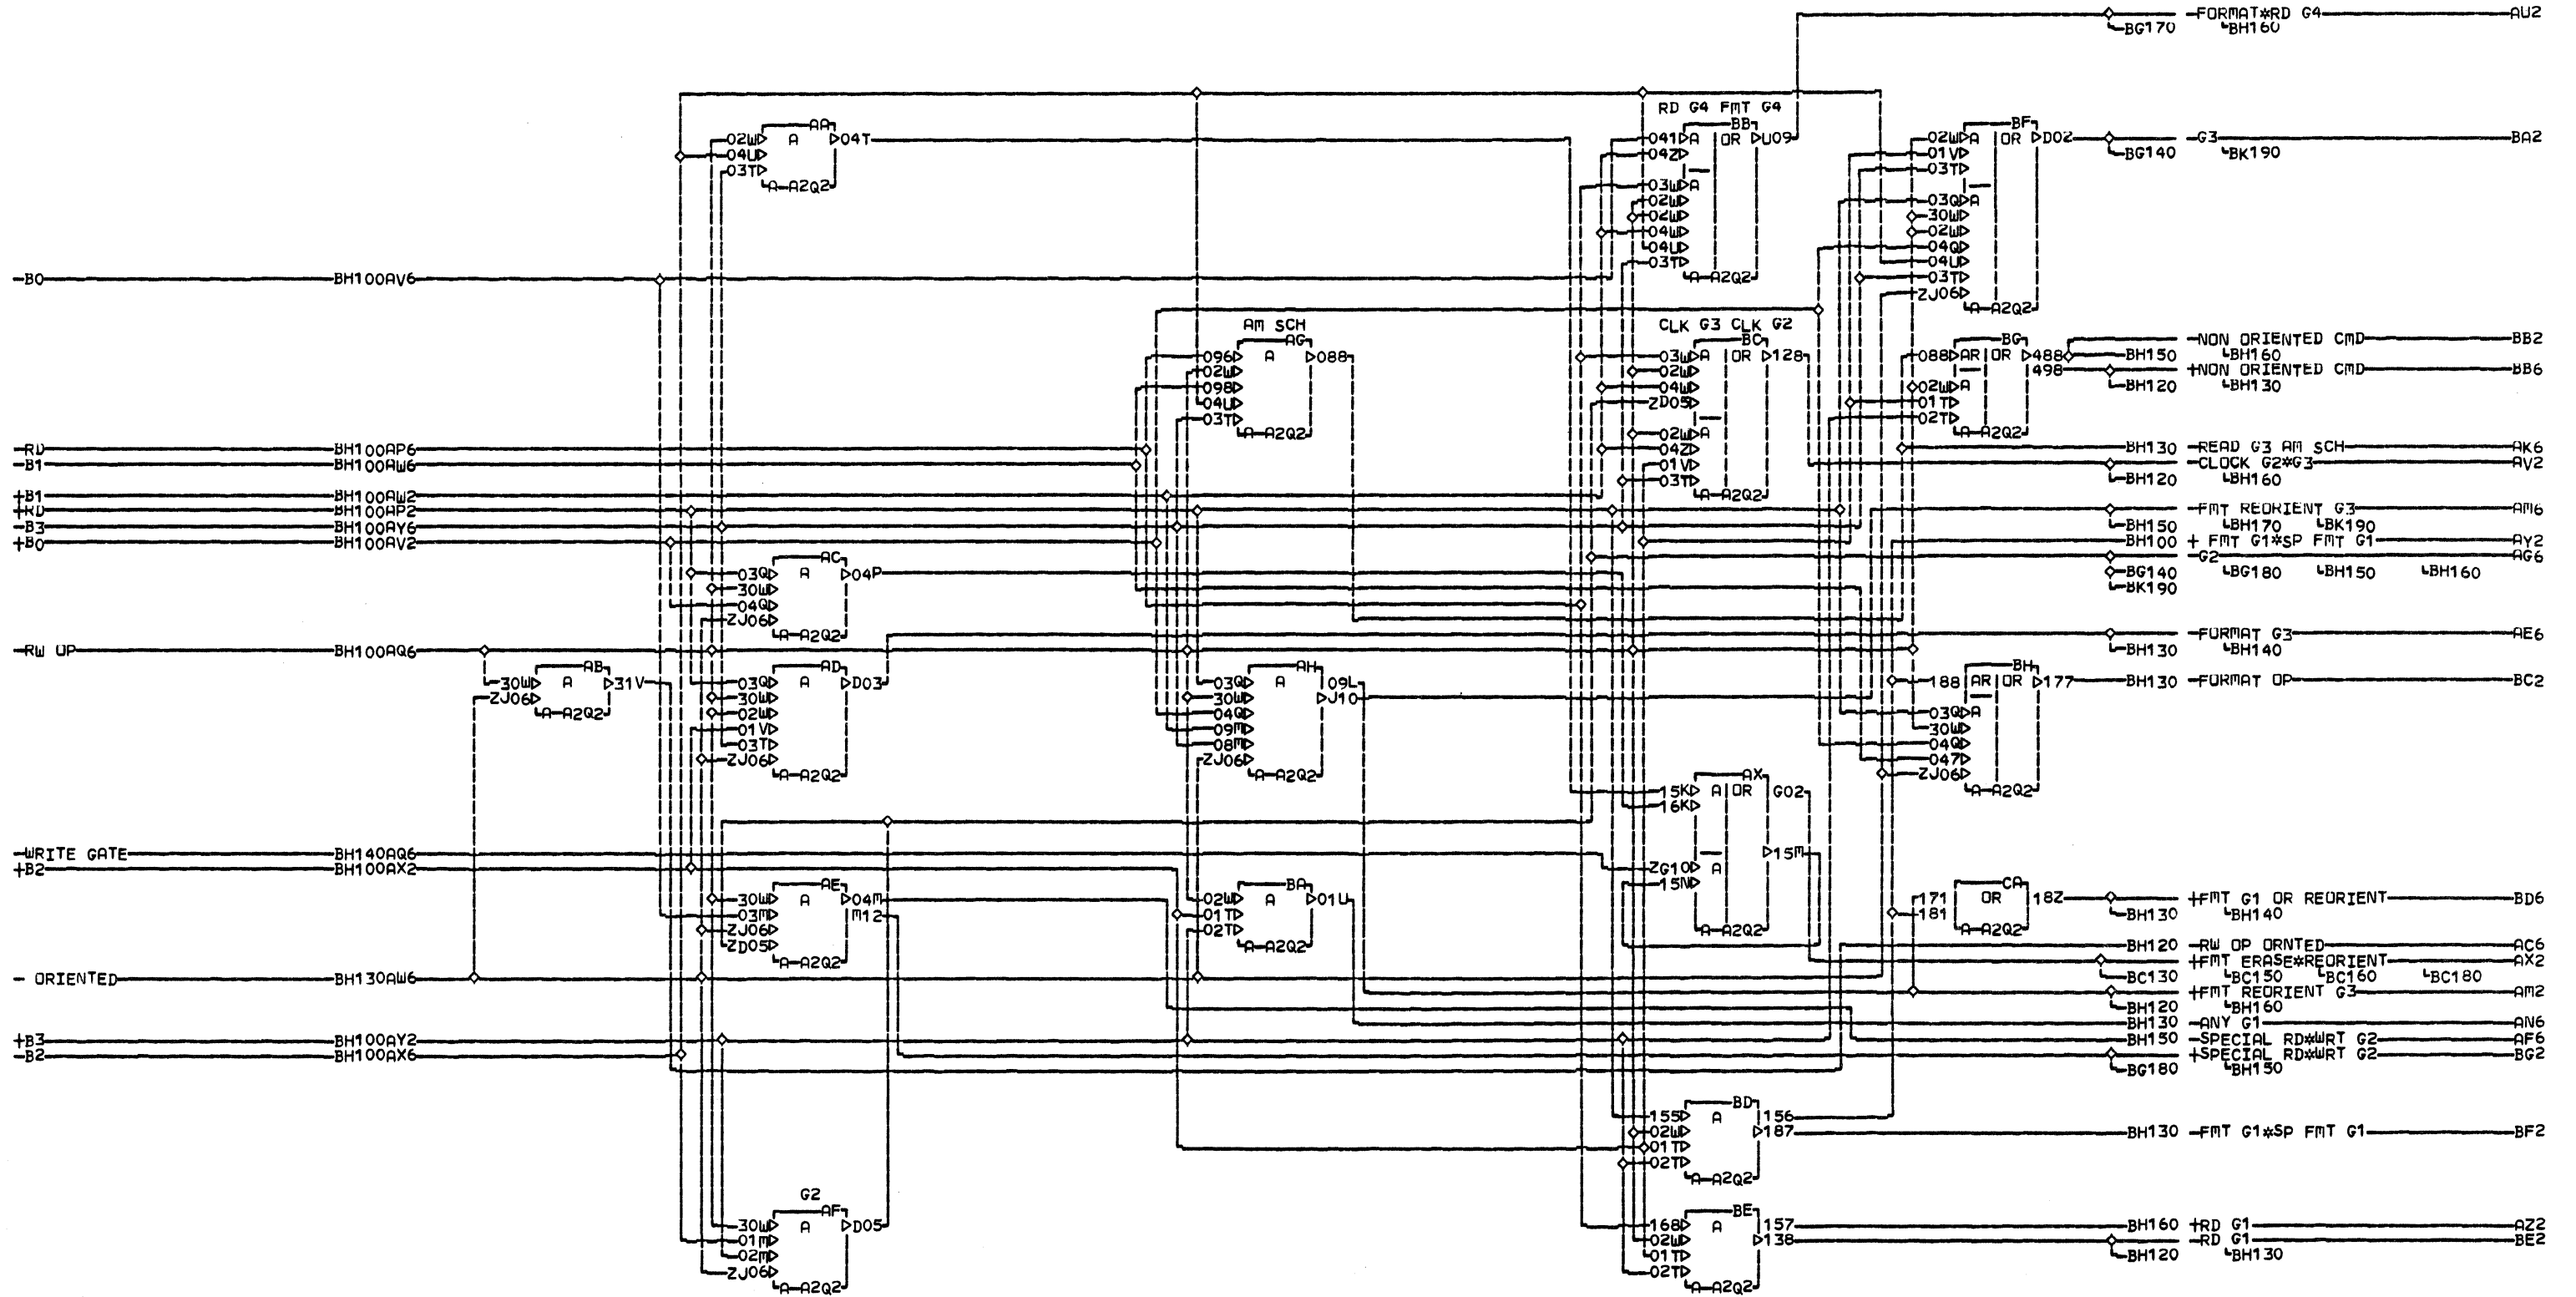 -FORMAT*RD G4 AU2
BG170 BH160
RD G4 FMT G4
AA BB BF
02W A 04T 041 A OR U09 02W A OR D02 -G3 BA2
04U 04Z 01V BG140 BK190
03T 03T
A-A2Q2 03W A
02W 03Q A
02W 30W
04W 02W
04U 04Q
03T 04U
A-A2Q2 03T
-B0 BH100AV6
ZJ06
A-A2Q2
AM SCH CLK G3 CLK G2
AG BC BG -NON ORIENTED CMD BB2
096 A 088 03W A OR 128 088 AR OR 488 BH150 BH160
02W 02W 498 +NON ORIENTED CMD BB6
098 04W 02W A BH120 BH130
04U ZD05 01T
03T 02T
A-A2Q2 02W A A-A2Q2
-RD BH100AP6 04Z BH130 -READ G3 AM SCH AK6
-B1 BH100AW6 01V -CLOCK G2*G3 AV2
03T BH120 BH160
+B1 BH100AW2 A-A2Q2
+RD BH100AP2 -FMT REORIENT G3 AM6
-B3 BH100AY6 BH150 BH170 BK190
+B0 BH100AV2 BH100 + FMT G1*SP FMT G1 AY2
AC -G2 AG6
03Q A 04P BG140 BG180 BH150 BH160
30W BK190
04Q
ZJ06
A-A2Q2 -FORMAT G3 AE6
-RW OP BH100AQ6 BH130 BH140
AB AD AH BH
30W A 31V 03Q A D03 03Q A 09L 188 AR OR 177 BH130 -FORMAT OP BC2
ZJ06 30W 30W J10
A-A2Q2 02W 04Q 03Q A
01V 09M 30W
03T 08M 04Q
ZJ06 ZJ06 047
A-A2Q2 A-A2Q2 ZJ06
A-A2Q2
AX
15K A OR G02
16K
-WRITE GATE BH140AQ6 15M
+B2 BH100AX2 ZG10 A
15N
A-A2Q2
AE BA CA
30W A 04M 02W A 01U 171 OR 18Z +FMT G1 OR REORIENT BD6
03M M12 01T 181 BH130 BH140
ZJ06 02T
ZD05 A-A2Q2
A-A2Q2
BH120 -RW OP ORNTED AC6
+FMT ERASE*REORIENT AX2
- ORIENTED BH130AW6 BC130 BC150 BC160 BC180
+FMT REORIENT G3 AM2
BH120 BH160
BH130 -ANY G1 AN6
+B3 BH100AY2 BH150 -SPECIAL RD*WRT G2 AF6
-B2 BH100AX6 +SPECIAL RD*WRT G2 BG2
BG180 BH150
BD
155 A 156
02W 187 BH130 -FMT G1*SP FMT G1 BF2
01T
02T
A-A2Q2
G2
AF BE
30W A D05 168 A 157 BH160 +RD G1 AZ2
01M 02W 138 -RD G1 BE2
02M 01T BH120 BH130
ZJ06 02T
A-A2Q2 A-A2Q2